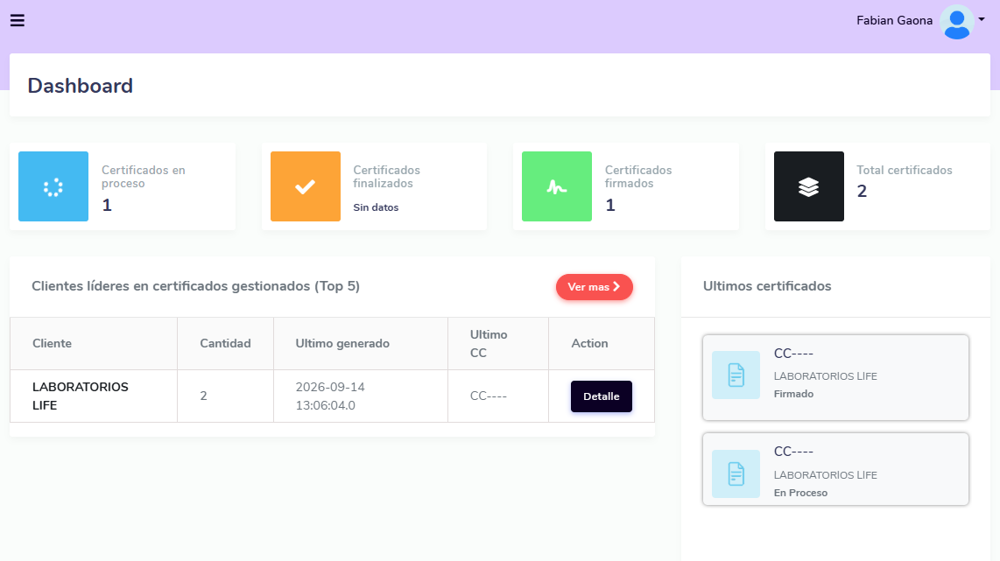 Fabian Gaona
Dashboard
Certificados en
proceso
1
Certificados
finalizados
Sin datos
Certificados
firmados
1
Total certificados
2
Clientes líderes en certificados gestionados (Top 5)
Ver mas
Cliente
Cantidad
Ultimo generado
Ultimo
CC
Action
LABORATORIOS
LIFE
2
2026-09-14
13:06:04.0
CC----
Detalle
Ultimos certificados
CC----
LABORATORIOS LIFE
Firmado
CC----
LABORATORIOS LIFE
En Proceso